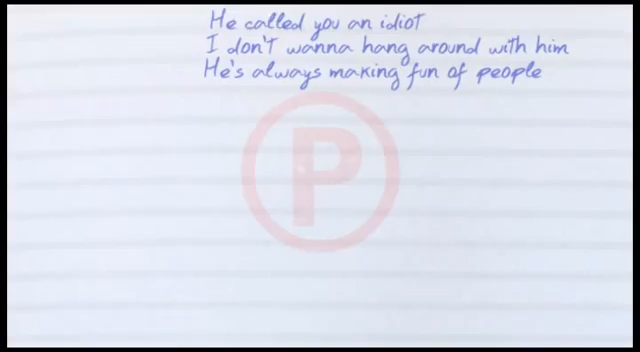 He called you an idiot
I don't wanna hang around with him
He's always making fun of people
P